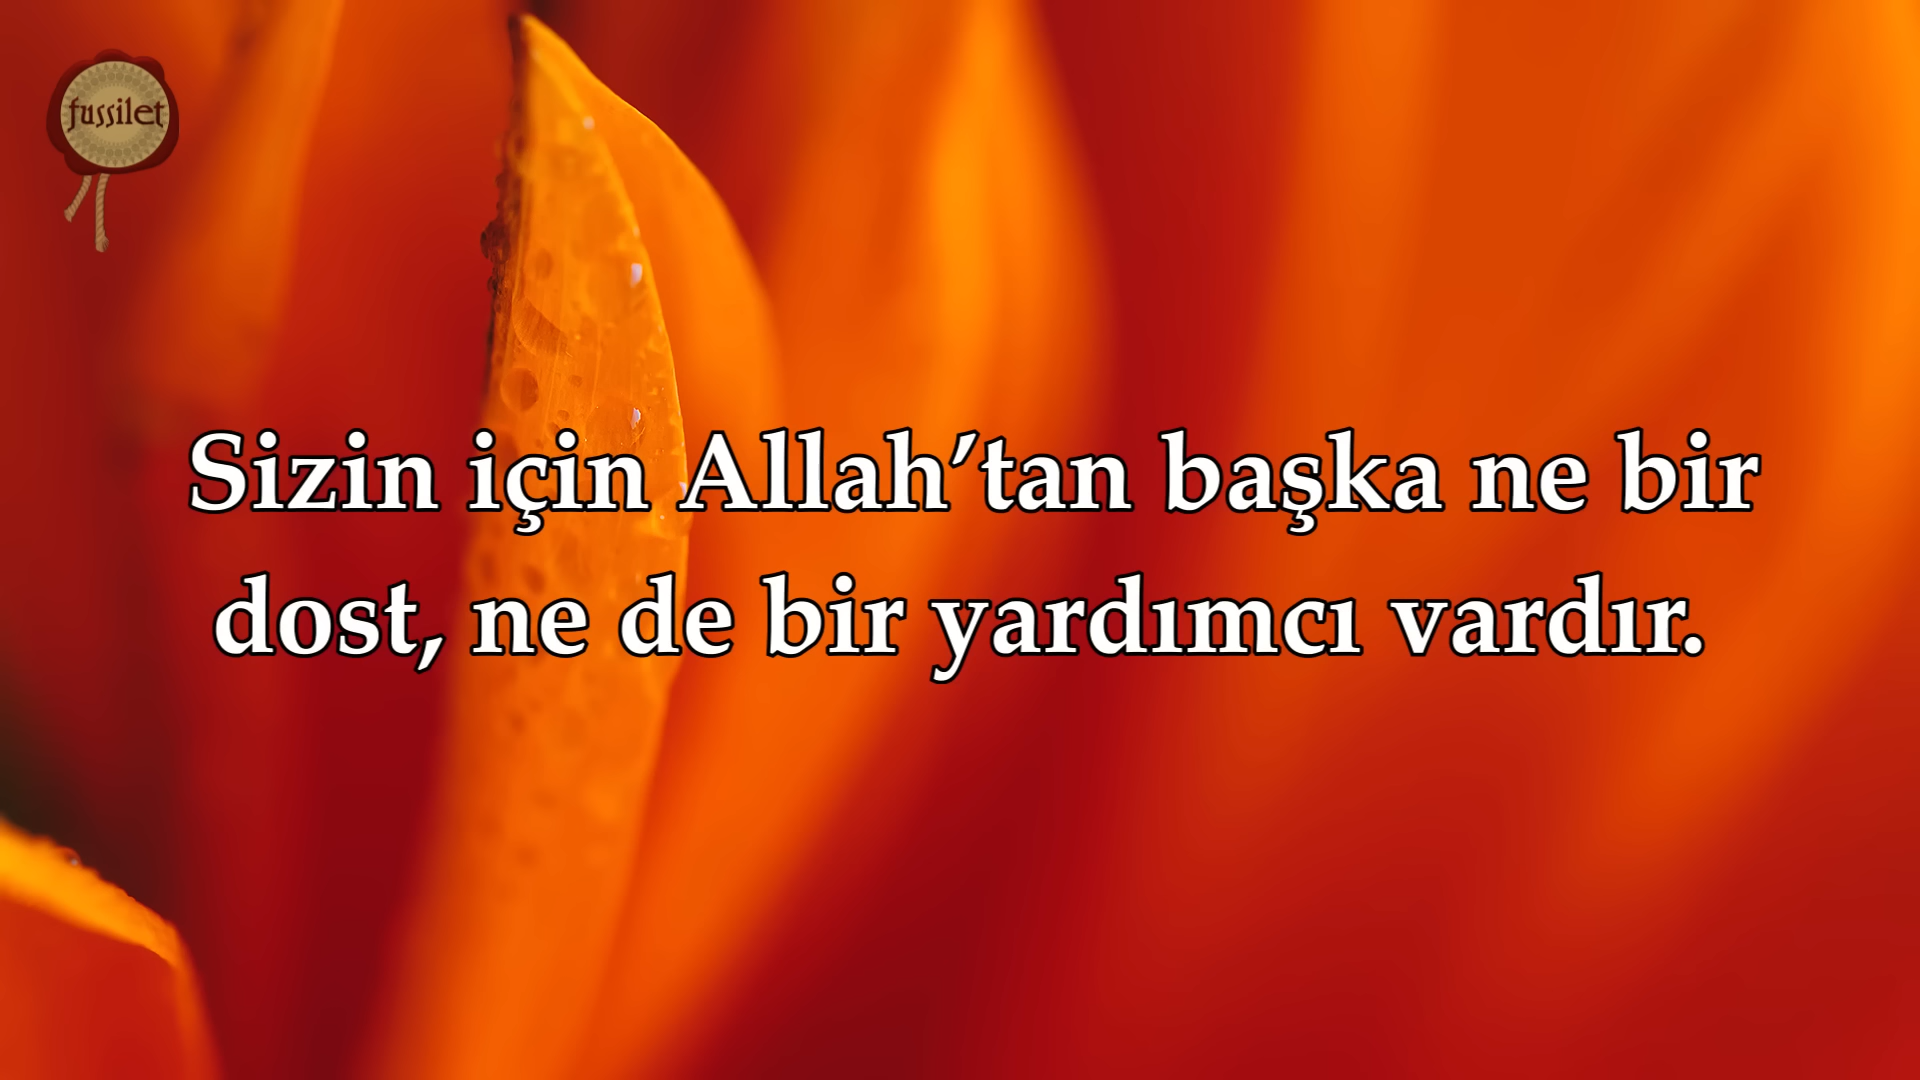 fussilet
Sizin için Allah’tan başka ne bir
dost, ne de bir yardımcı vardır.